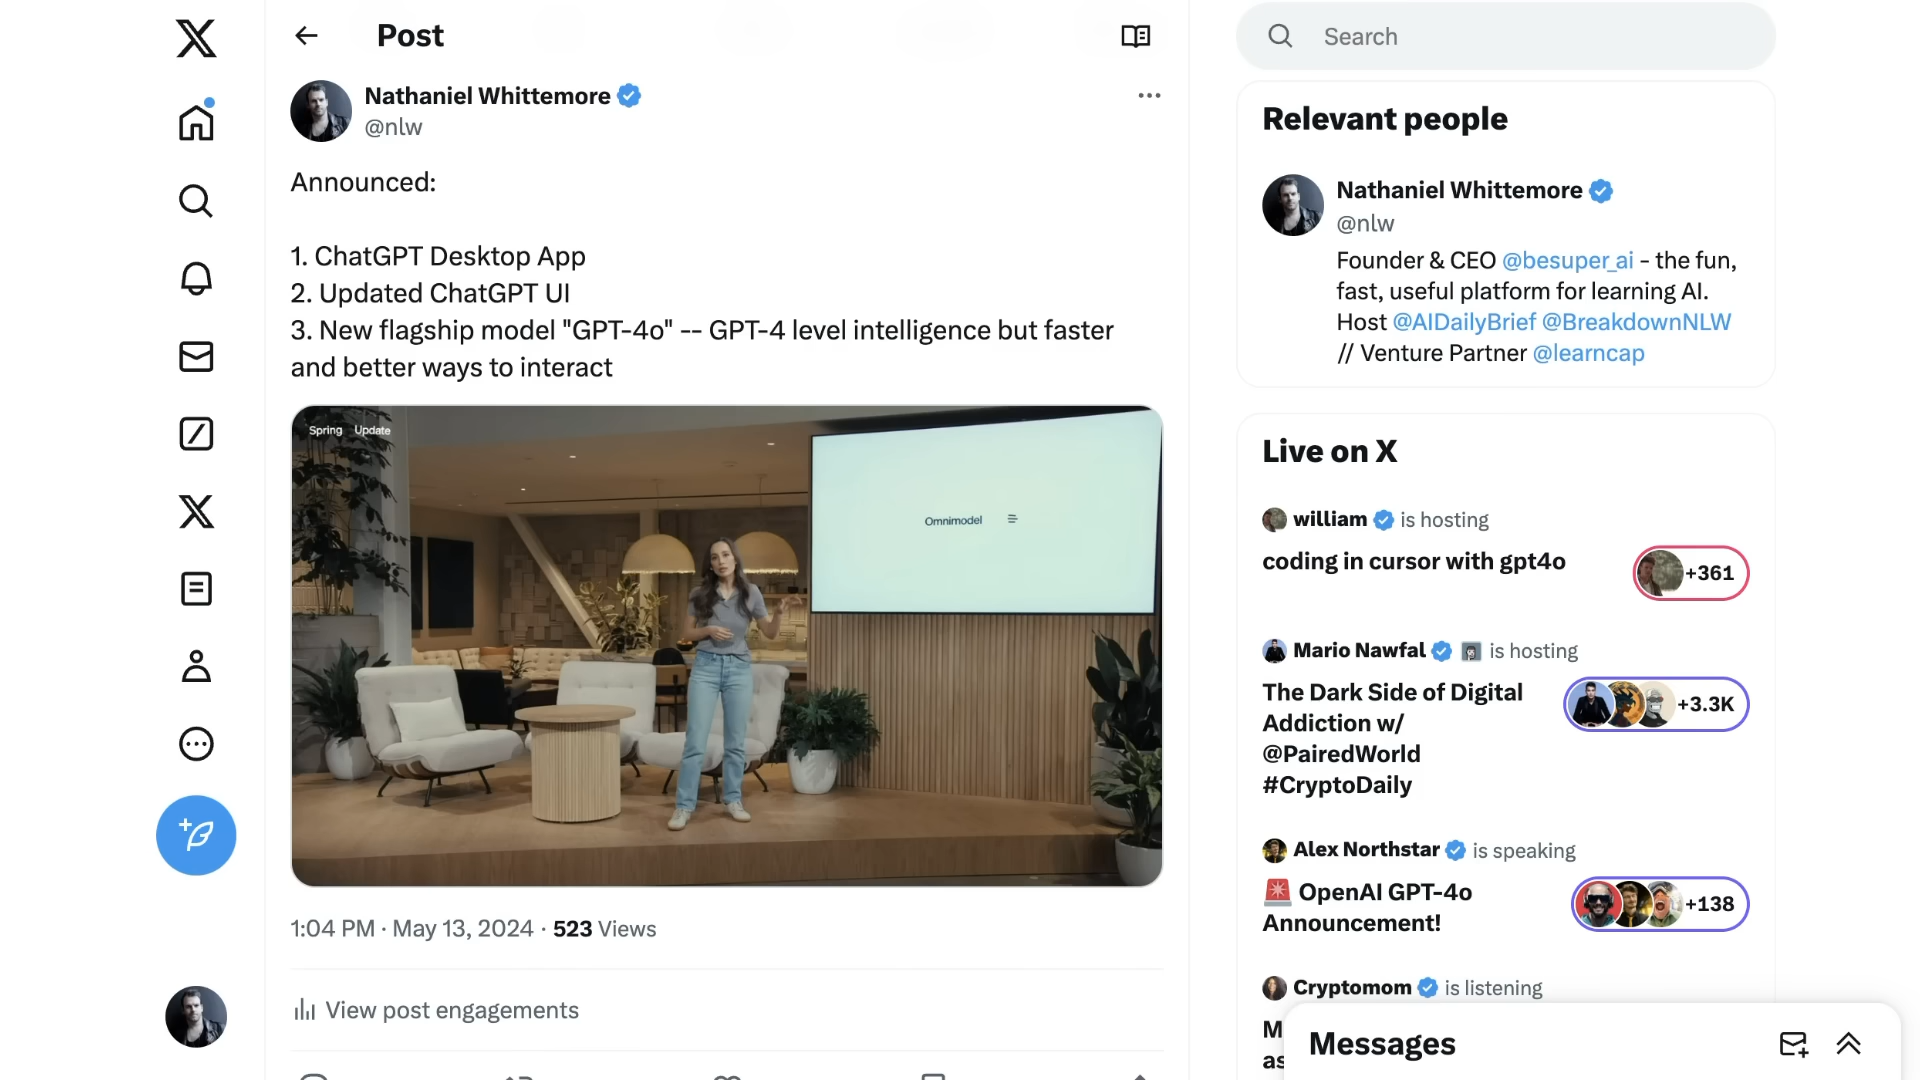 Post
Search
Nathaniel Whittemore
@nlw
Announced:
1. ChatGPT Desktop App
2. Updated ChatGPT UI
3. New flagship model "GPT-4o" -- GPT-4 level intelligence but faster
and better ways to interact
Spring Update
Omnimodel
1:04 PM · May 13, 2024 · 523 Views
View post engagements
Relevant people
Nathaniel Whittemore
@nlw
Founder & CEO @besuper_ai - the fun,
fast, useful platform for learning AI.
Host @AIDailyBrief @BreakdownNLW
// Venture Partner @learncap
Live on X
william is hosting
coding in cursor with gpt4o
+361
Mario Nawfal is hosting
The Dark Side of Digital
Addiction w/
@PairedWorld
#CryptoDaily
+3.3K
Alex Northstar is speaking
🚨 OpenAI GPT-4o
Announcement!
+138
Cryptomom is listening
M
as
Messages